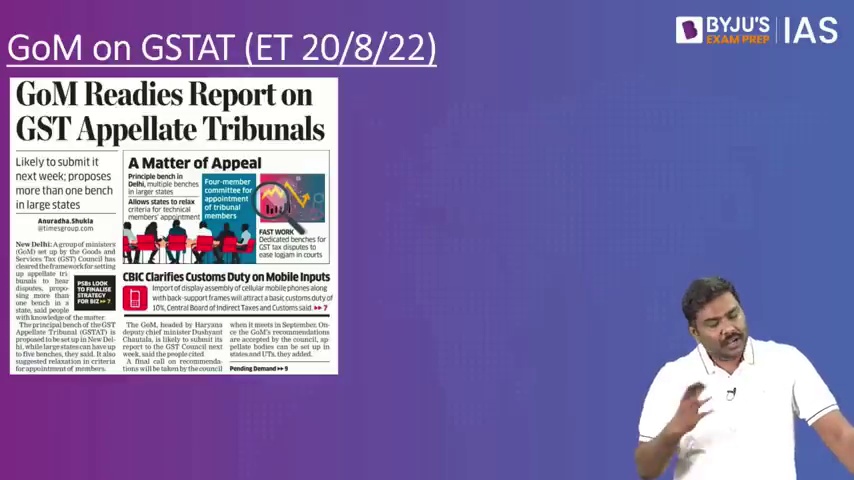 GoM on GSTAT (ET 20/8/22)
BYJU'S
EXAM PREP
IAS
GoM Readies Report on
GST Appellate Tribunals
Likely to submit it
next week; proposes
more than one bench
in large states
Anuradha.Shukla
@timesgroup.com
New Delhi: A group of ministers
(GoM) set up by the Goods and
Services Tax (GST) Council has
cleared the framework for setting
up appellate tri-
bunals to hear
disputes, propo-
sing more than
one bench in a
state, said people
with knowledge of the matter.
The principal bench of the GST
Appellate Tribunal (GSTAT) is
proposed to be set up in New Del-
hi, while large states can have up
to five benches, they said. It also
suggested relaxation in criteria
for appointment of members.
PSBs LOOK
TO FINALISE
STRATEGY
FOR BIZ ▸▸ 7
A Matter of Appeal
Principle bench in
Delhi, multiple benches
in larger states
Allows states to relax
criteria for technical
members' appointment
Four-member
committee for
appointment
of tribunal
members
FAST WORK
Dedicated benches for
GST tax disputes to
ease logjam in courts
CBIC Clarifies Customs Duty on Mobile Inputs
Import of display assembly of cellular mobile phones along
with back-support frames will attract a basic customs duty of
10%, Central Board of Indirect Taxes and Customs said. ▸▸ 7
The GoM, headed by Haryana
deputy chief minister Dushyant
Chautala, is likely to submit its
report to the GST Council next
week, said the people cited
A final call on recommenda-
tions will be taken by the council
when it meets in September. On-
ce the GoM's recommendations
are accepted by the council, ap-
pellate bodies can be set up in
states and UTs, they added.
Pending Demand ▸▸ 9